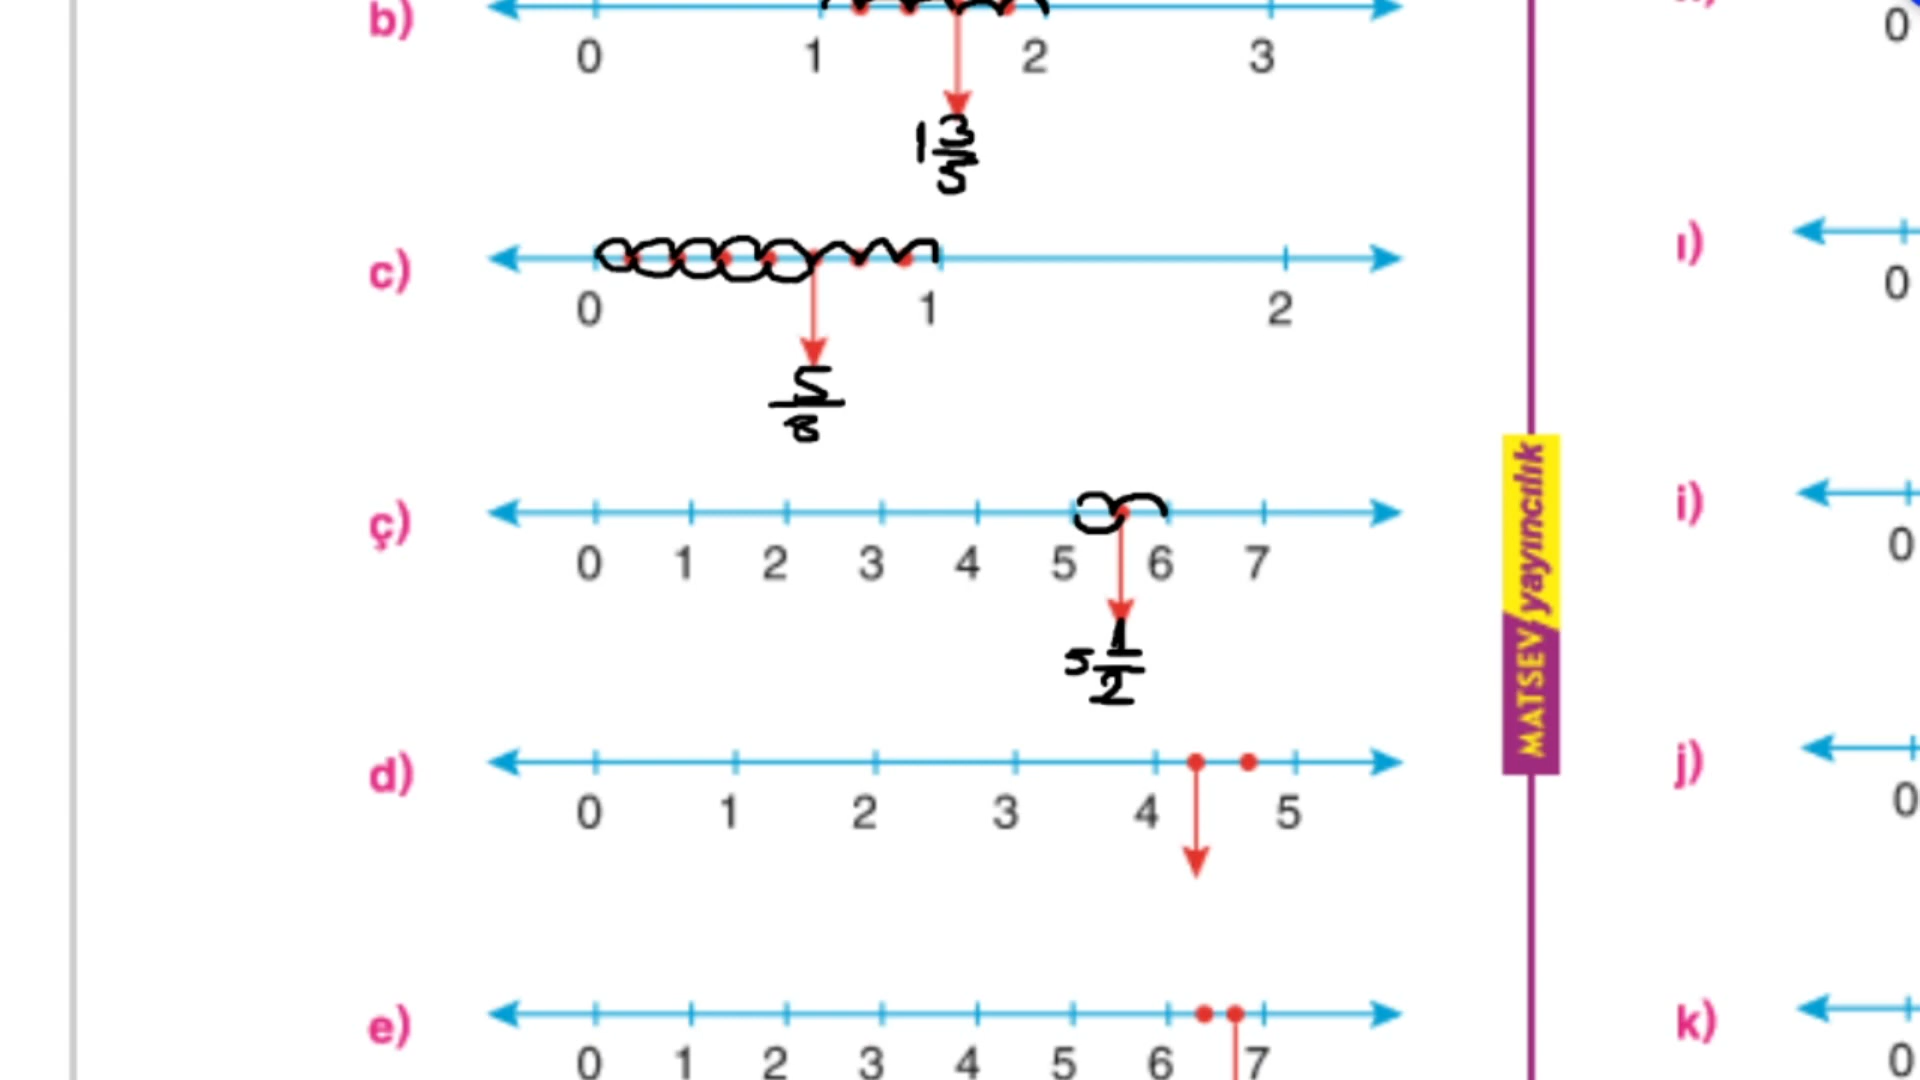 b)
0 1 2 3
1 3/5
c)
0 1 2
5/8
ç)
0 1 2 3 4 5 6 7
5 1/2
d)
0 1 2 3 4 5
e)
0 1 2 3 4 5 6 7
MATSEV yayıncılık
0
ı)
0
i)
0
j)
0
k)
0